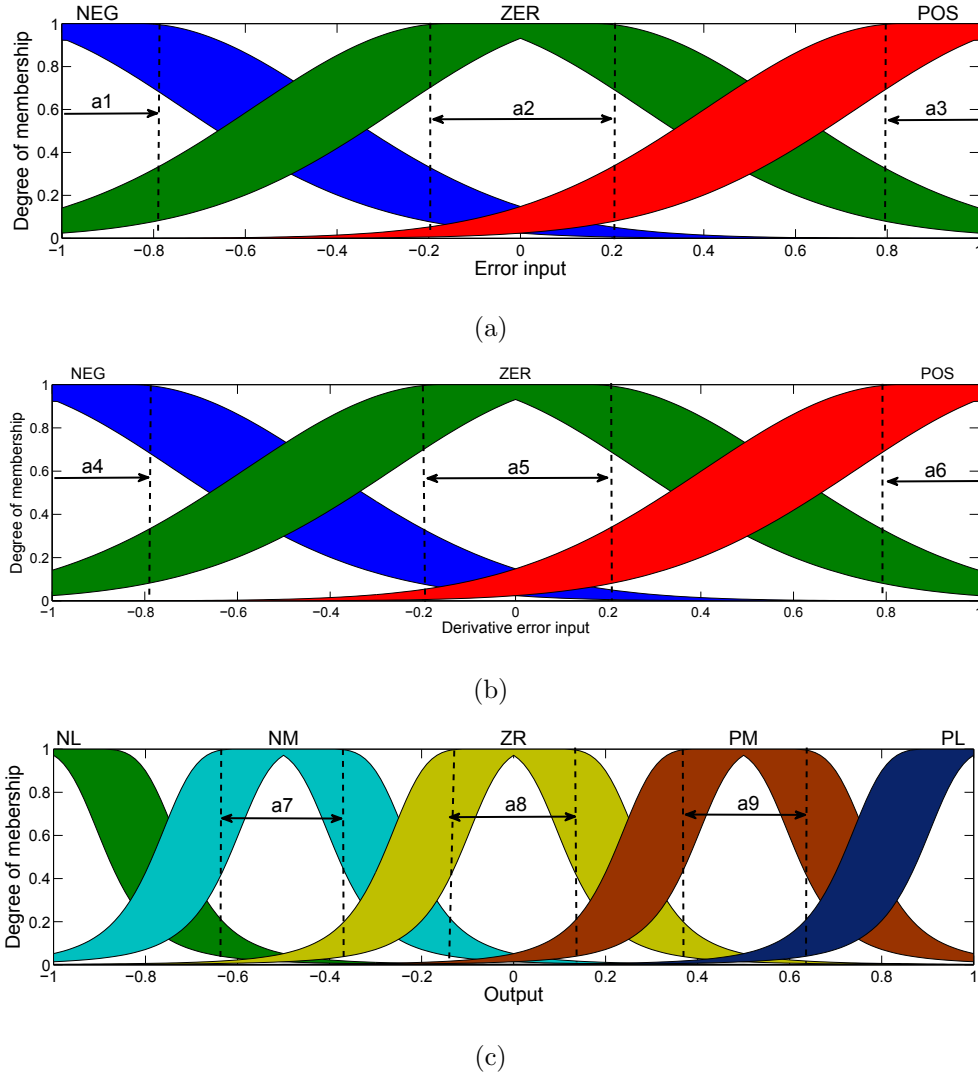 NEG ZER POS
1
0.8
0.6
0.4
0.2
0
Degree of membership
a1 a2 a3
−1 −0.8 −0.6 −0.4 −0.2 0 0.2 0.4 0.6 0.8 1
Error input
(a)
NEG ZER POS
1
0.8
0.6
0.4
0.2
0
Degree of membership
a4 a5 a6
−1 −0.8 −0.6 −0.4 −0.2 0 0.2 0.4 0.6 0.8 1
Derivative error input
(b)
NL NM ZR PM PL
1
0.8
0.6
0.4
0.2
0
Degree of mebership
a7 a8 a9
−1 −0.8 −0.6 −0.4 −0.2 0 0.2 0.4 0.6 0.8 1
Output
(c)